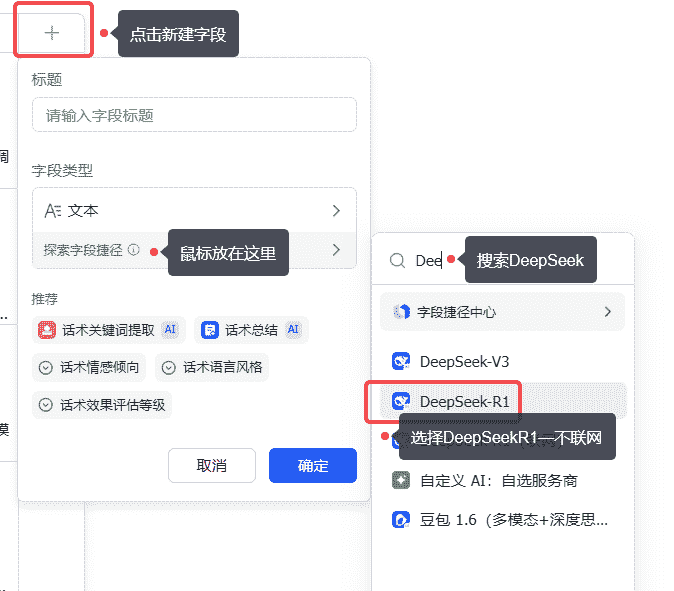 点击新建字段
标题
请输入字段标题
字段类型
文本
探索字段捷径
鼠标放在这里
推荐
话术关键词提取 AI
话术总结 AI
话术情感倾向
话术语言风格
话术效果评估等级
取消
确定
调
...
模
Dee
搜索DeepSeek
字段捷径中心
DeepSeek-V3
DeepSeek-R1
选择DeepSeekR1—不联网
自定义 AI：自选服务商
豆包 1.6（多模态+深度思...